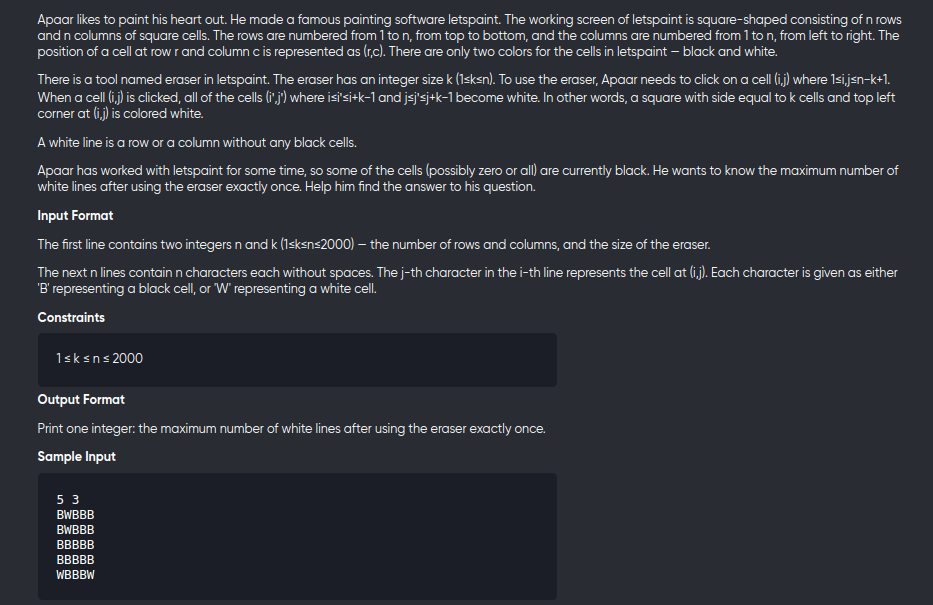 Apaar likes to paint his heart out. He made a famous painting software letspaint. The working screen of letspaint is square-shaped consisting of n rows
and n columns of square cells. The rows are numbered from 1 to n, from top to bottom, and the columns are numbered from 1 to n, from left to right. The
position of a cell at row r and column c is represented as (r,c). There are only two colors for the cells in letspaint – black and white.
There is a tool named eraser in letspaint. The eraser has an integer size k (1≤k≤n). To use the eraser, Apaar needs to click on a cell (i,j) where 1≤i,j≤n−k+1.
When a cell (i,j) is clicked, all of the cells (i′,j′) where i≤i′≤i+k−1 and j≤j′≤j+k−1 become white. In other words, a square with side equal to k cells and top left
corner at (i,j) is colored white.
A white line is a row or a column without any black cells.
Apaar has worked with letspaint for some time, so some of the cells (possibly zero or all) are currently black. He wants to know the maximum number of
white lines after using the eraser exactly once. Help him find the answer to his question.
Input Format
The first line contains two integers n and k (1≤k≤n≤2000) – the number of rows and columns, and the size of the eraser.
The next n lines contain n characters each without spaces. The j-th character in the i-th line represents the cell at (i,j). Each character is given as either
'B' representing a black cell, or 'W' representing a white cell.
Constraints
1 ≤ k ≤ n ≤ 2000
Output Format
Print one integer: the maximum number of white lines after using the eraser exactly once.
Sample Input
5 3
BWBBB
BWBBB
BBBBB
BBBBB
WBBBW